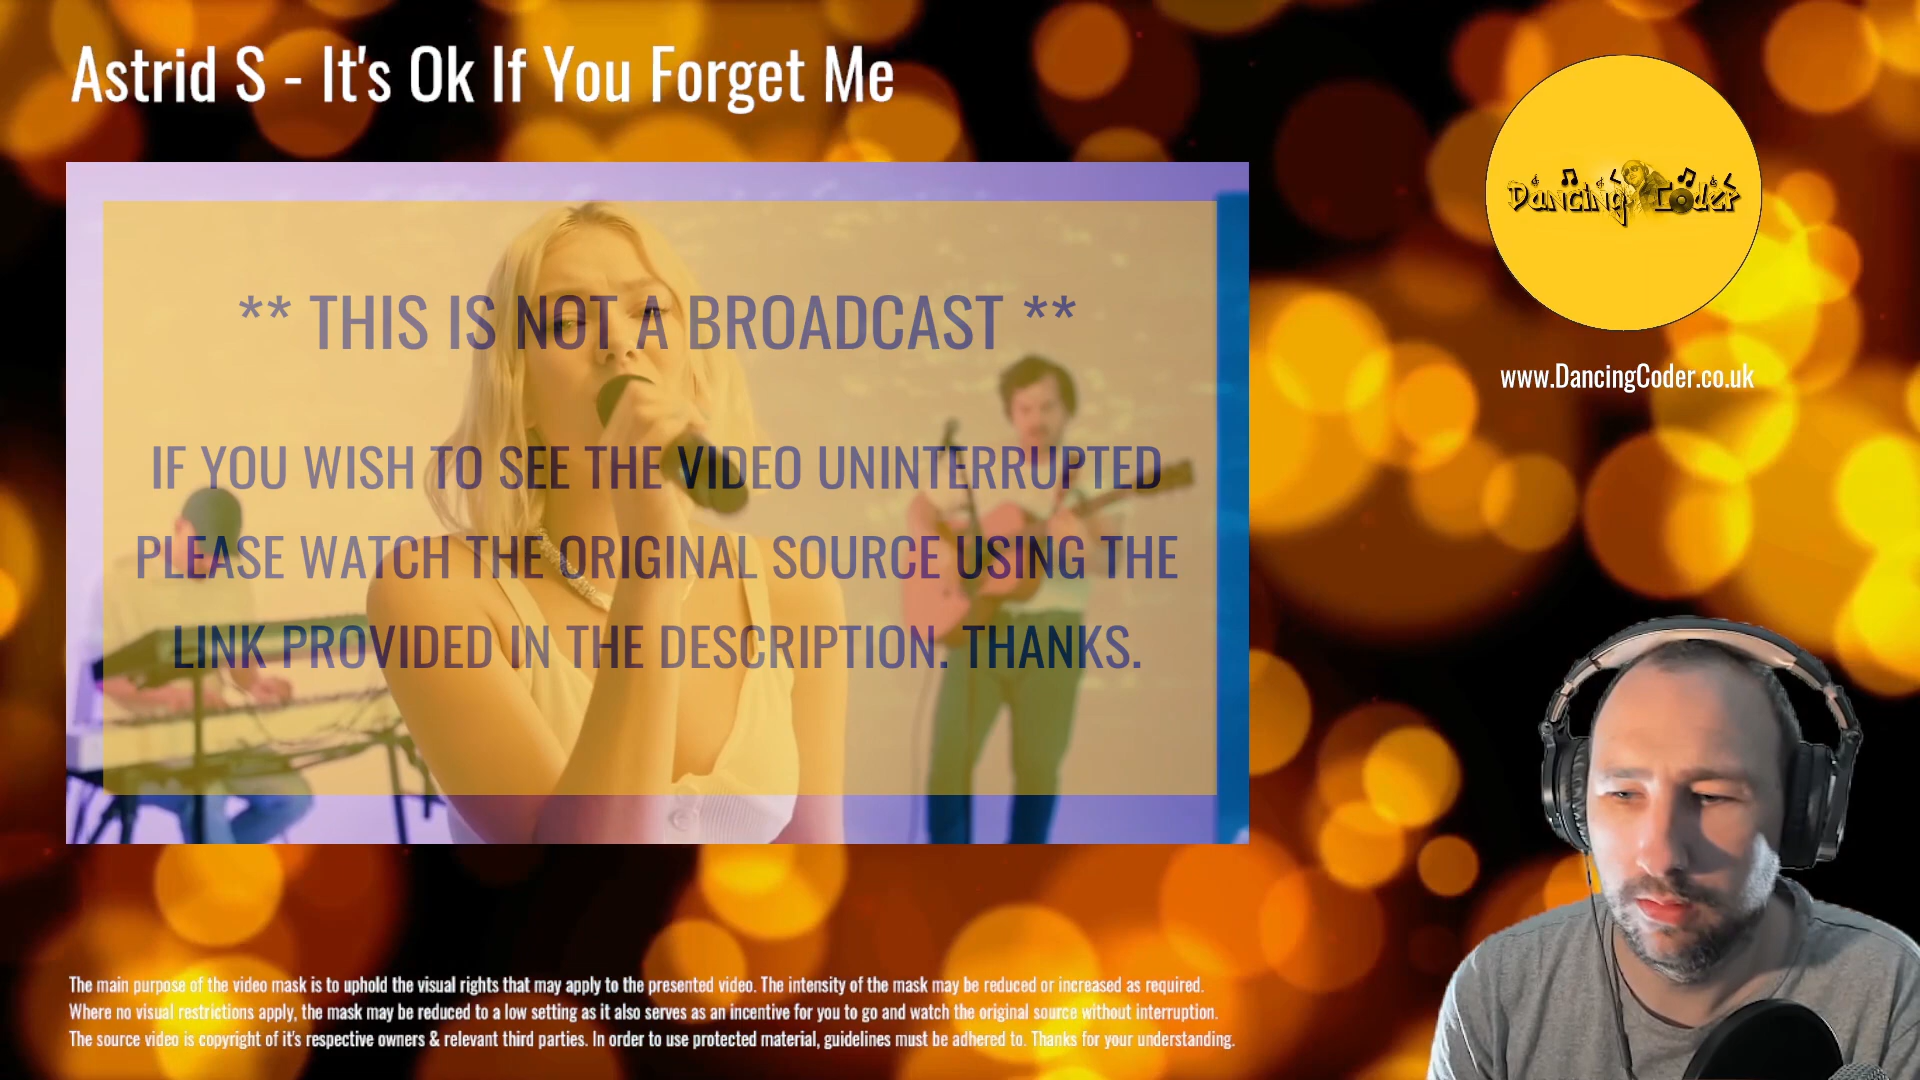 Astrid S - It's Ok If You Forget Me
Dancing Coder
www.DancingCoder.co.uk
** THIS IS NOT A BROADCAST **
IF YOU WISH TO SEE THE VIDEO UNINTERRUPTED
PLEASE WATCH THE ORIGINAL SOURCE USING THE
LINK PROVIDED IN THE DESCRIPTION. THANKS.
The main purpose of the video mask is to uphold the visual rights that may apply to the presented video. The intensity of the mask may be reduced or increased as required.
Where no visual restrictions apply, the mask may be reduced to a low setting as it also serves as an incentive for you to go and watch the original source without interruption.
The source video is copyright of it's respective owners & relevant third parties. In order to use protected material, guidelines must be adhered to. Thanks for your understanding.